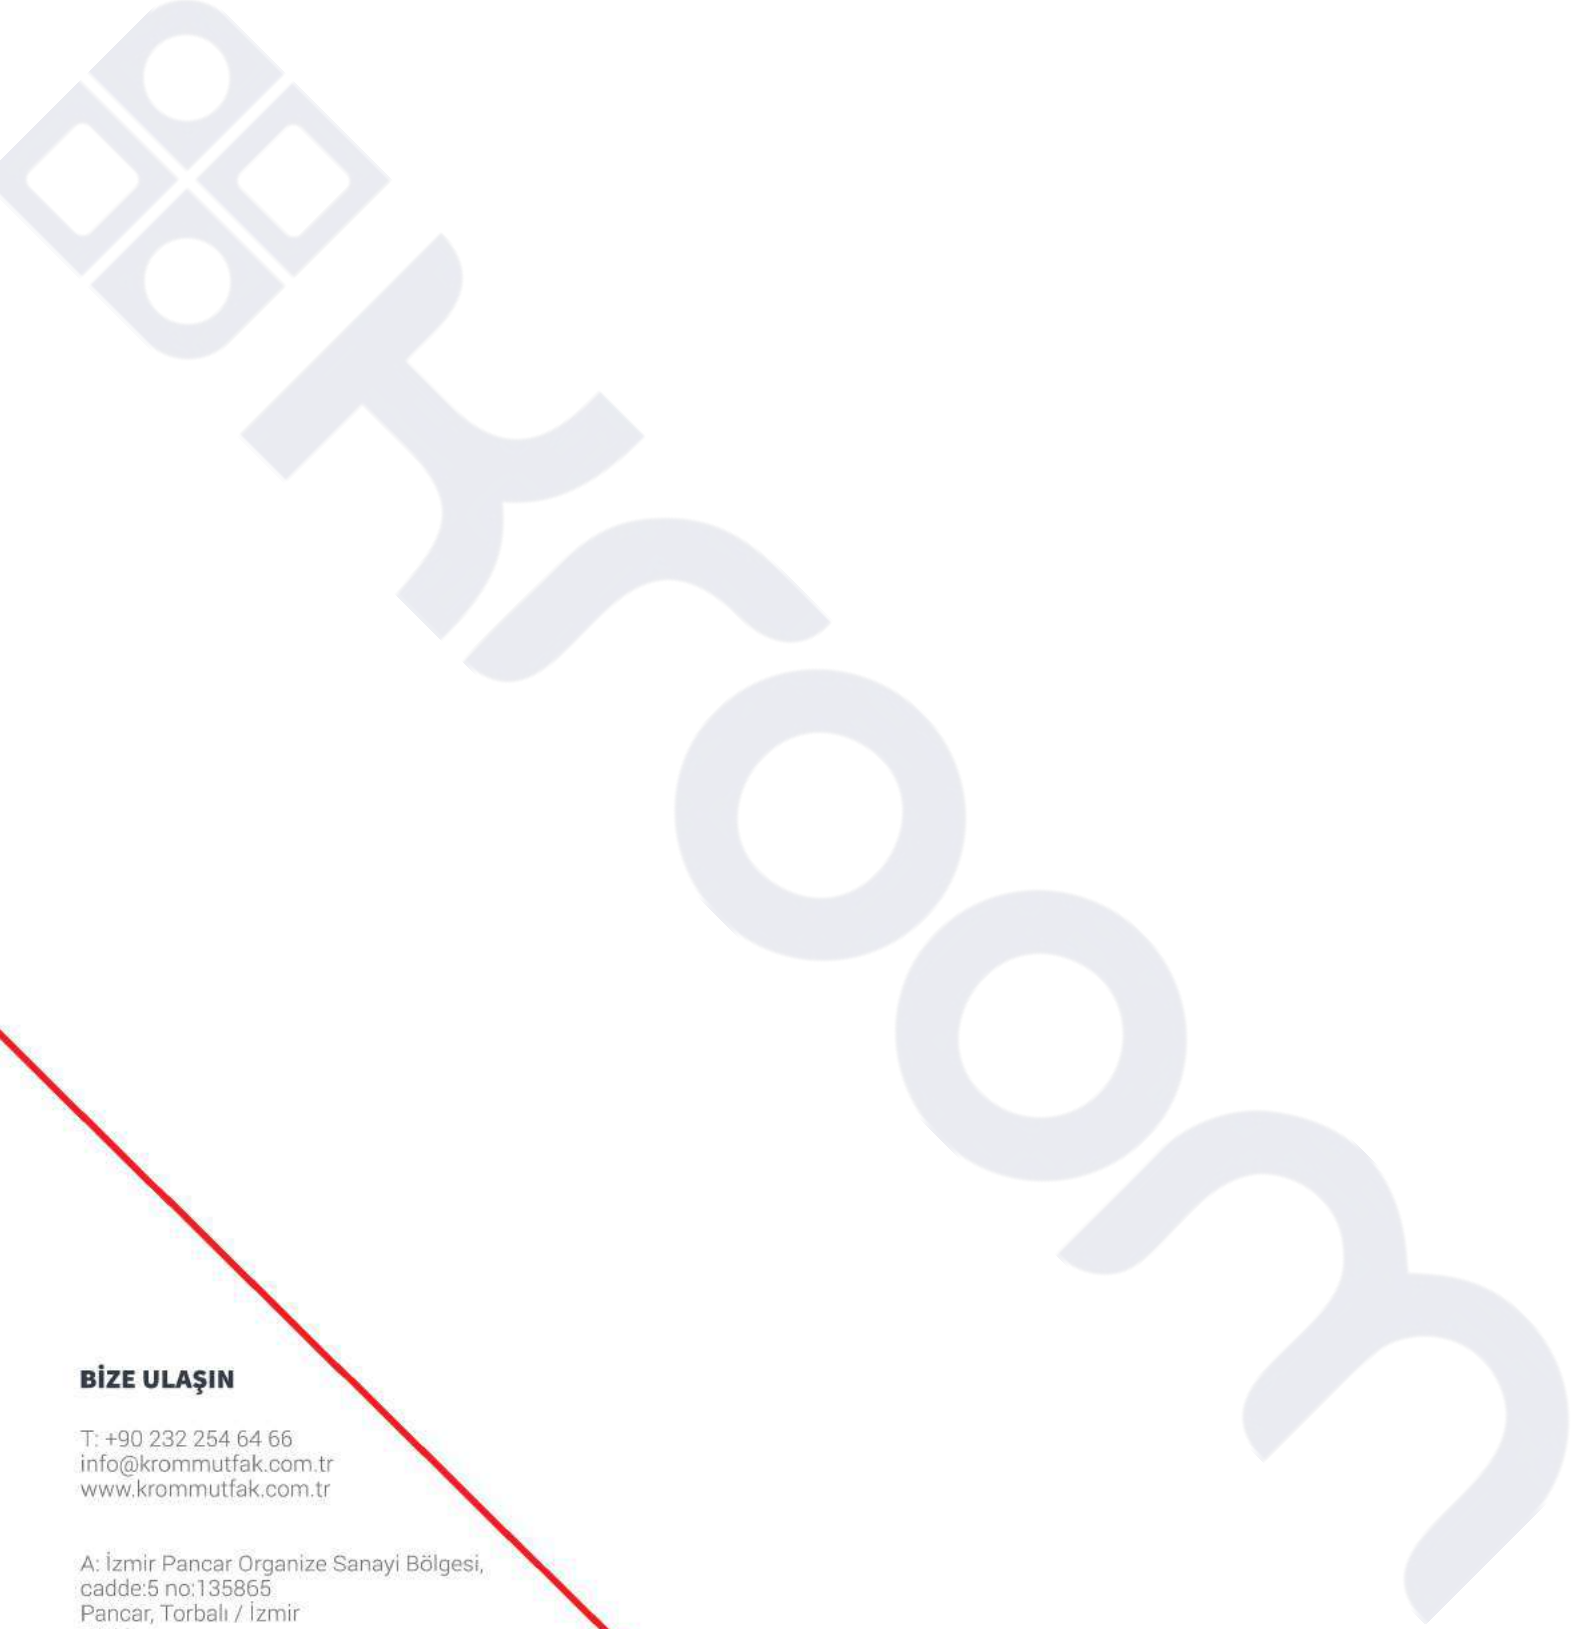 kroom
BİZE ULAŞIN
T: +90 232 254 64 66
info@krommutfak.com.tr
www.krommutfak.com.tr
A: İzmir Pancar Organize Sanayi Bölgesi,
cadde:5 no:135865
Pancar, Torbalı / İzmir